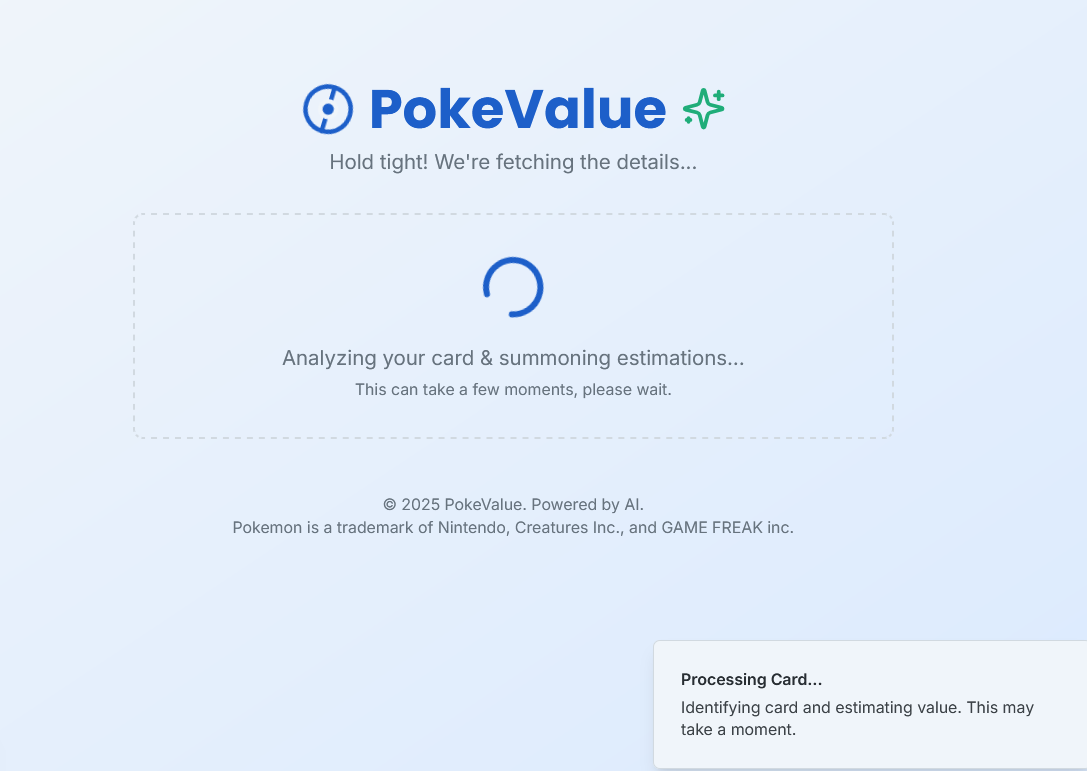 PokeValue
Hold tight! We're fetching the details...
Analyzing your card & summoning estimations...
This can take a few moments, please wait.
© 2025 PokeValue. Powered by AI.
Pokemon is a trademark of Nintendo, Creatures Inc., and GAME FREAK inc.
Processing Card...
Identifying card and estimating value. This may
take a moment.